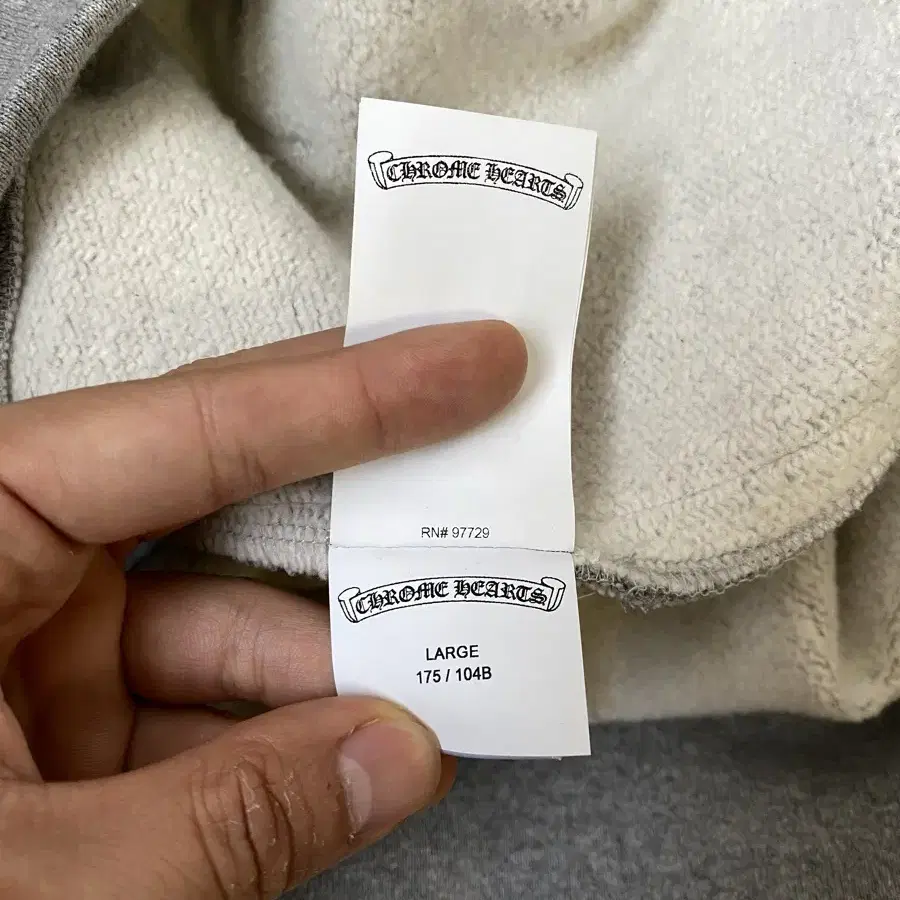 CHROME HEARTS
RN# 97729
CHROME HEARTS
LARGE
175 / 104B